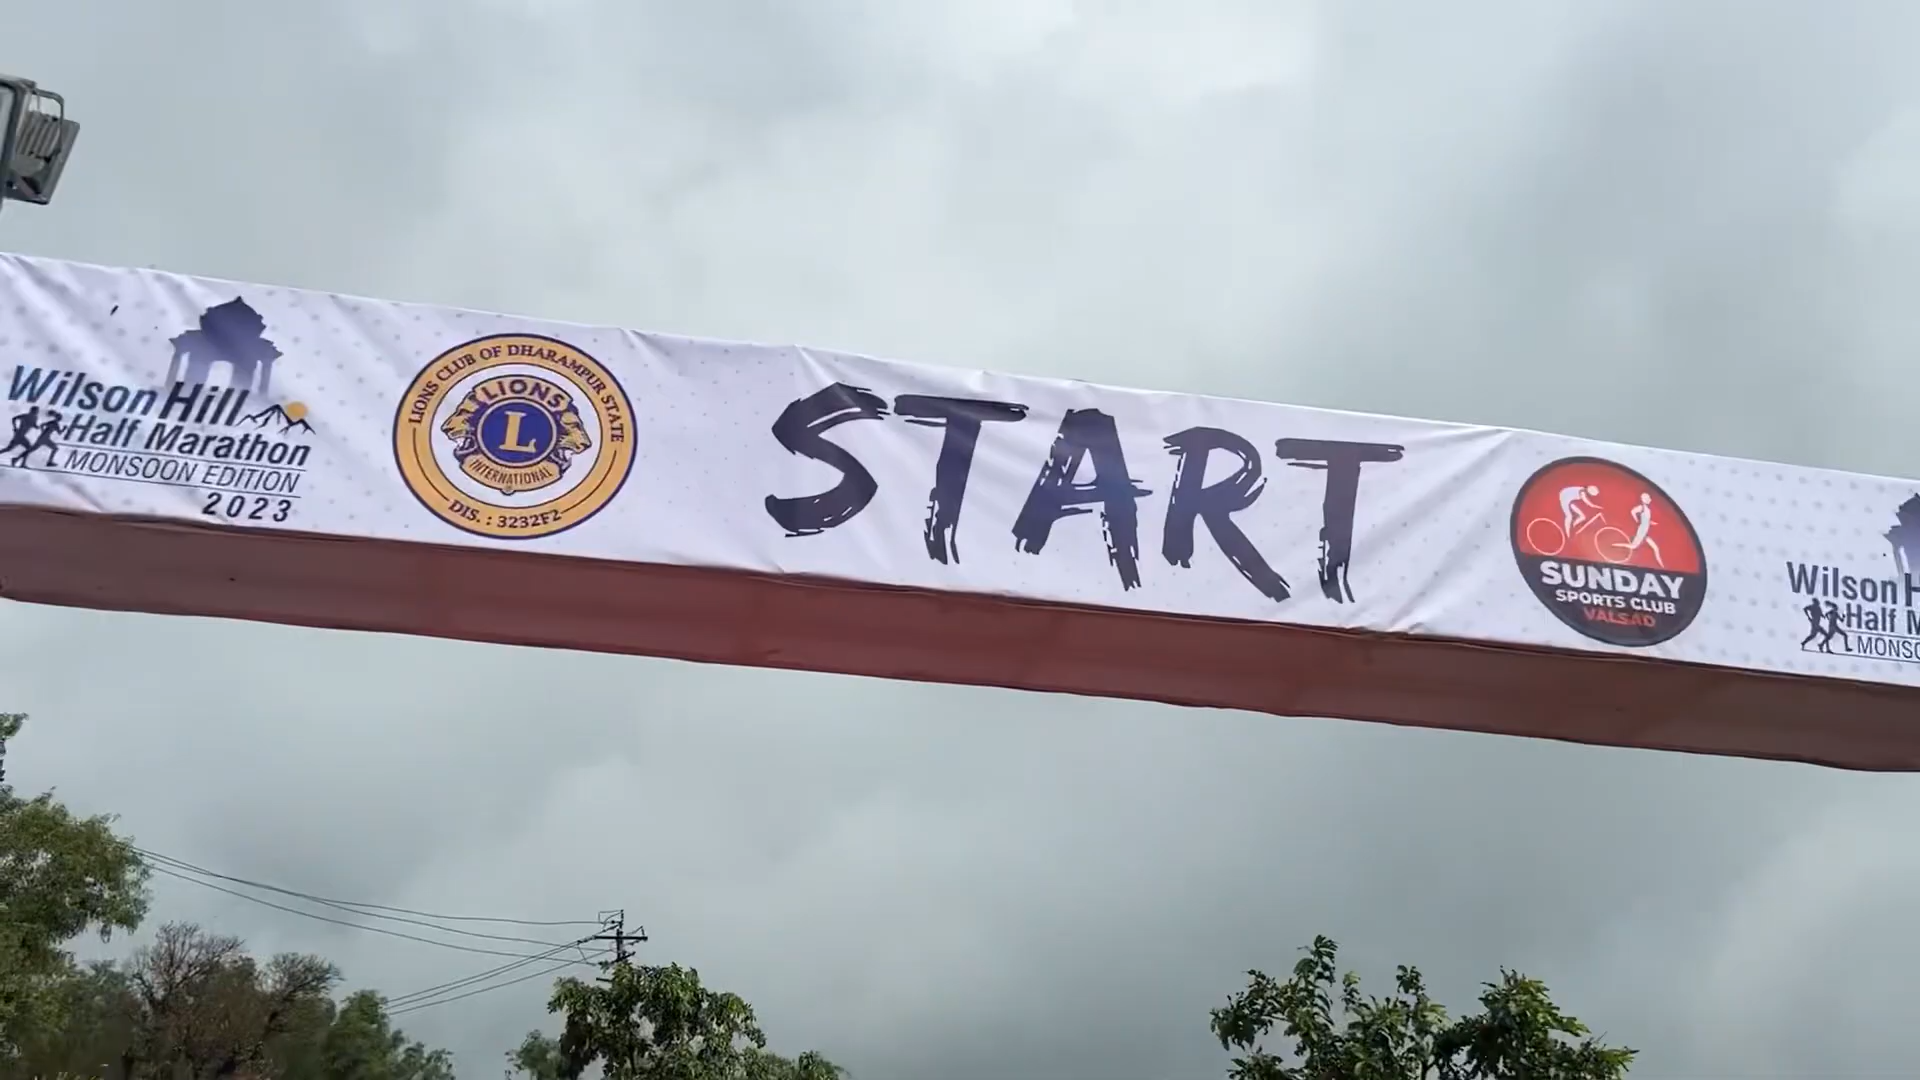 Wilson Hill
Half Marathon
MONSOON EDITION
2023
LIONS CLUB OF DHARAMPUR STATE
LIONS
L
INTERNATIONAL
DIS. : 3232F2
START
SUNDAY
SPORTS CLUB
VALSAD
Wilson H
Half M
MONSO